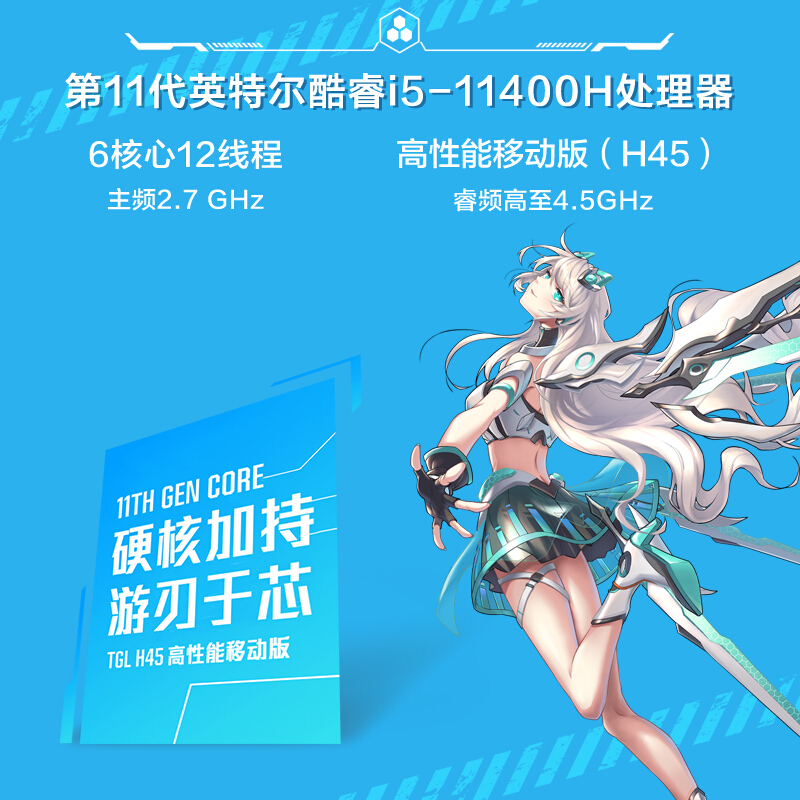 第11代英特尔酷睿i5-11400H处理器
6核心12线程
主频2.7 GHz
高性能移动版（H45）
睿频高至4.5GHz
11TH GEN CORE
硬核加持
游刃于芯
TGL H45 高性能移动版